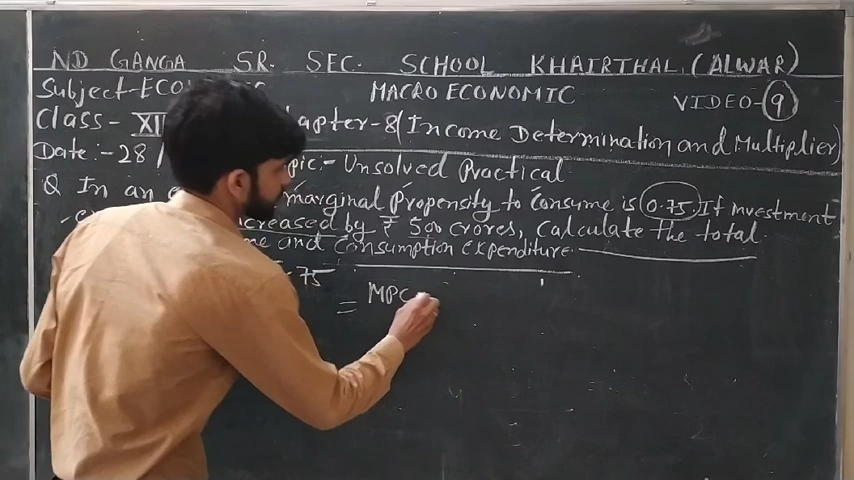 ND GANGA SR. SEC. SCHOOL KHAIRTHAL, (ALWAR)
Subject-ECO MACRO ECONOMIC VIDEO-9
Class- XII apter-8(Income Determination and Multiplier)
Date:-28/ pic:- Unsolved Practical
Q In an marginal Propensity to Consume is 0.75. If investment
increased by ₹ 500 crores, Calculate the total
me and Consumption Expenditure
.75
= MPC